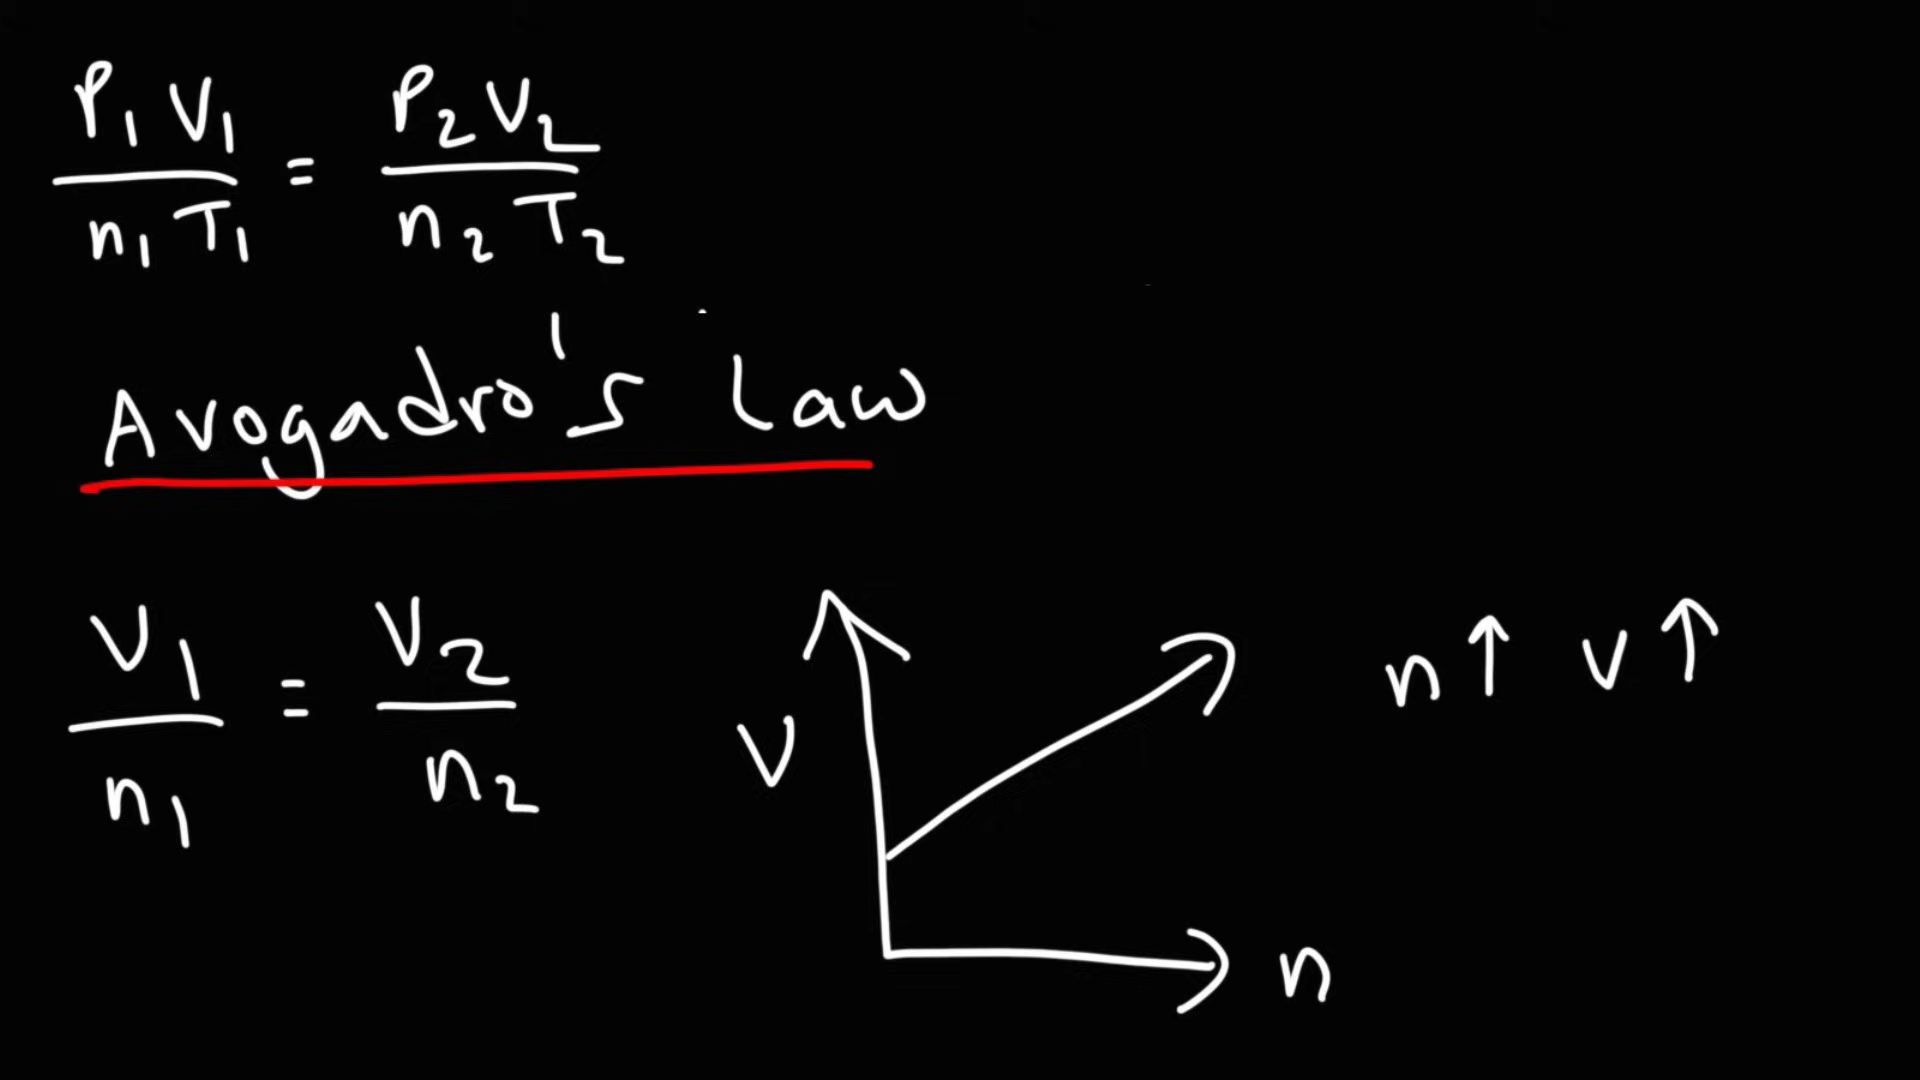 P₁V₁/n₁T₁ = P₂V₂/n₂T₂
Avogadro's Law
V₁/n₁ = V₂/n₂
V
n
n↑ V↑